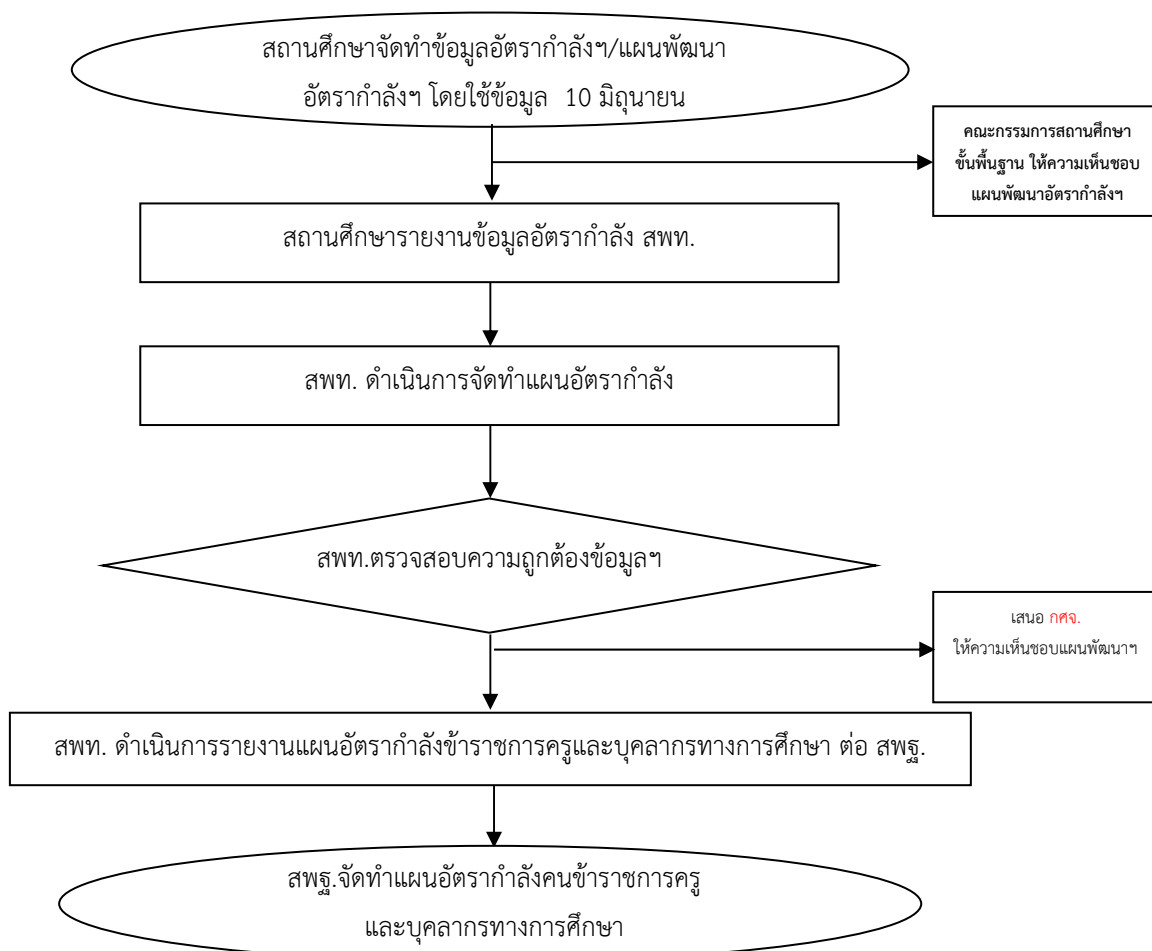 สถานศึกษาจัดทำข้อมูลอัตรากำลังฯ/แผนพัฒนา
อัตรากำลังฯ โดยใช้ข้อมูล 10 มิถุนายน
คณะกรรมการสถานศึกษา
ขั้นพื้นฐาน ให้ความเห็นชอบ
แผนพัฒนาอัตรากำลังฯ
สถานศึกษารายงานข้อมูลอัตรากำลัง สพท.
สพท. ดำเนินการจัดทำแผนอัตรากำลัง
สพท.ตรวจสอบความถูกต้องข้อมูลฯ
เสนอ กศจ.
ให้ความเห็นชอบแผนพัฒนาฯ
สพท. ดำเนินการรายงานแผนอัตรากำลังข้าราชการครูและบุคลากรทางการศึกษา ต่อ สพฐ.
สพฐ.จัดทำแผนอัตรากำลังคนข้าราชการครู
และบุคลากรทางการศึกษา